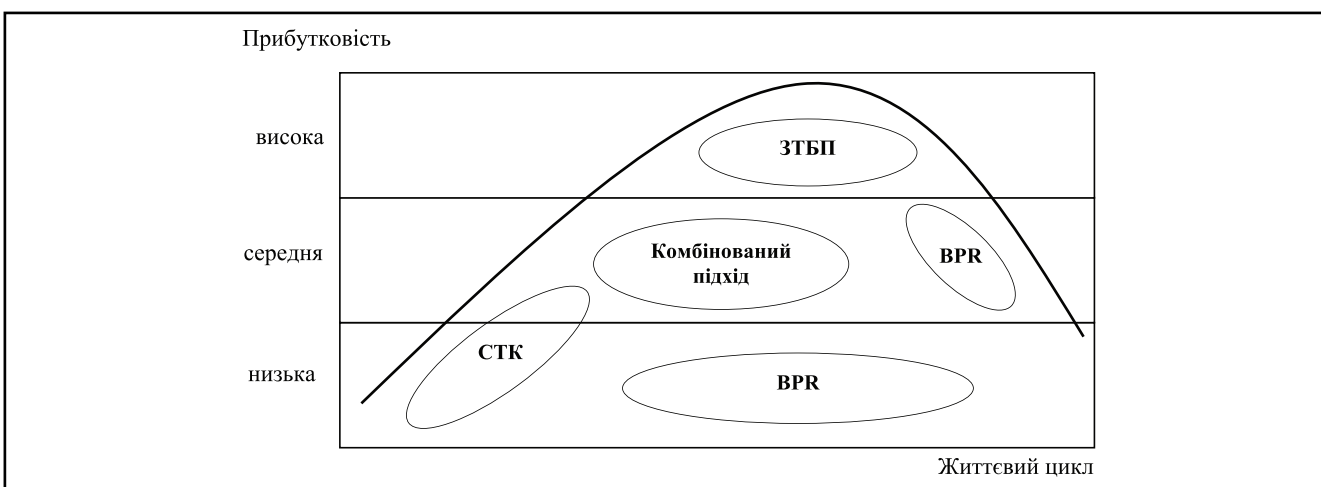 Прибутковість
висока
ЗТБП
середня
Комбінований
підхід
BPR
СТК
низька
BPR
Життєвий цикл